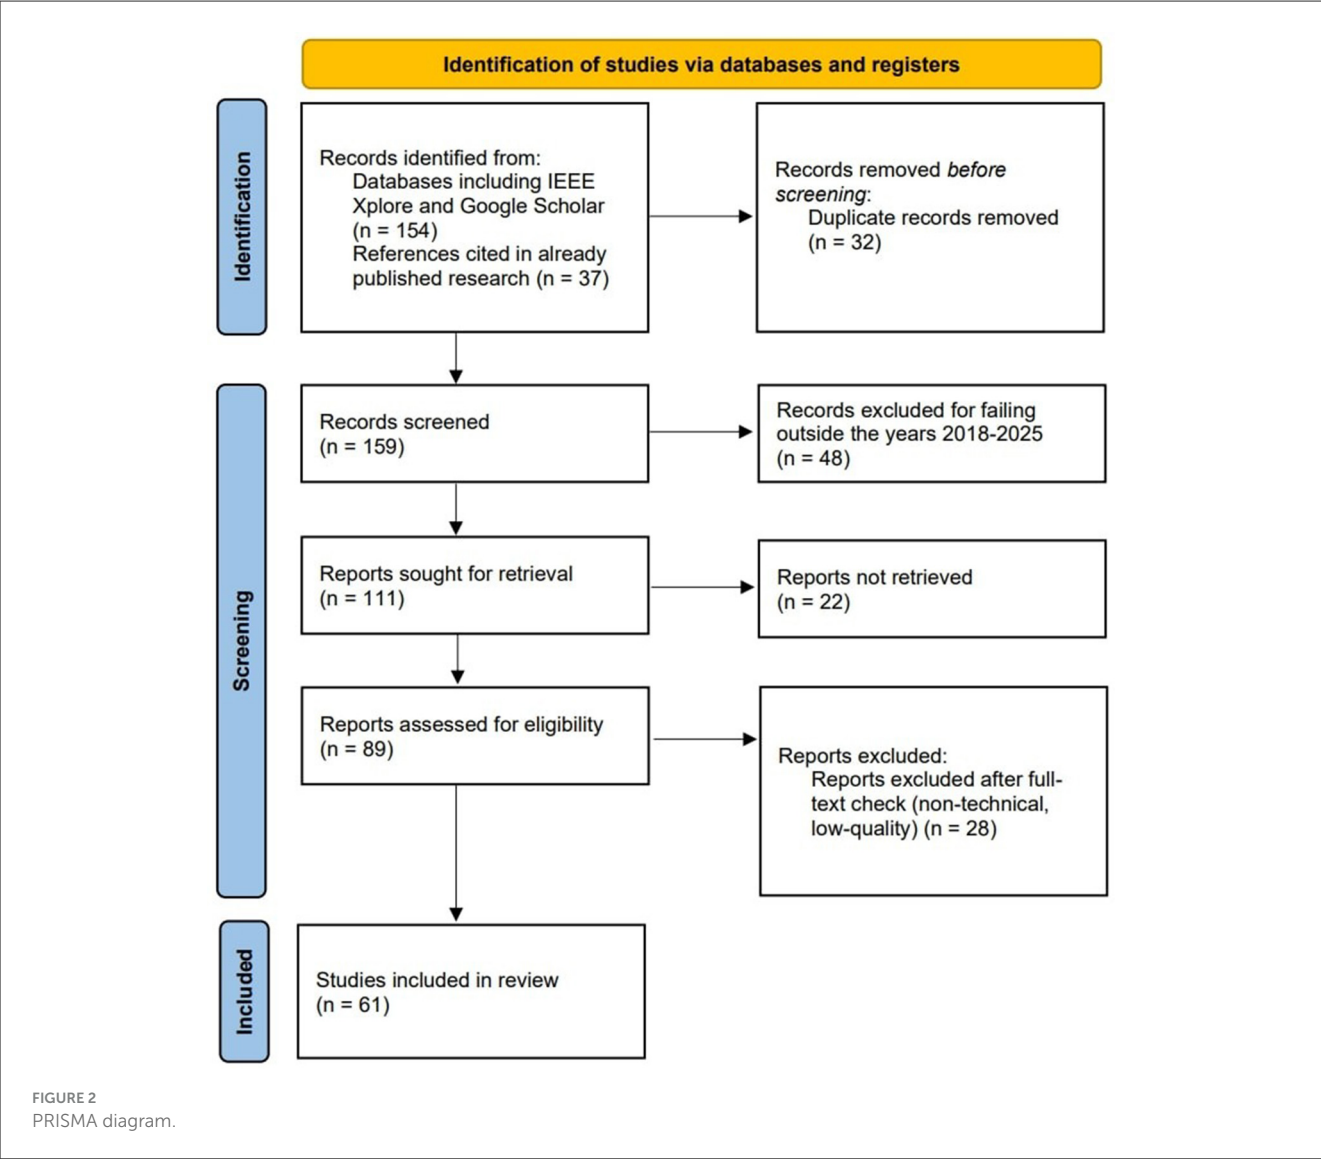 Identification of studies via databases and registers
Identification
Records identified from:
Databases including IEEE
Xplore and Google Scholar
(n = 154)
References cited in already
published research (n = 37)
Records removed before
screening:
Duplicate records removed
(n = 32)
Screening
Records screened
(n = 159)
Records excluded for failing
outside the years 2018-2025
(n = 48)
Reports sought for retrieval
(n = 111)
Reports not retrieved
(n = 22)
Reports assessed for eligibility
(n = 89)
Reports excluded:
Reports excluded after full-
text check (non-technical,
low-quality) (n = 28)
Included
Studies included in review
(n = 61)
FIGURE 2
PRISMA diagram.